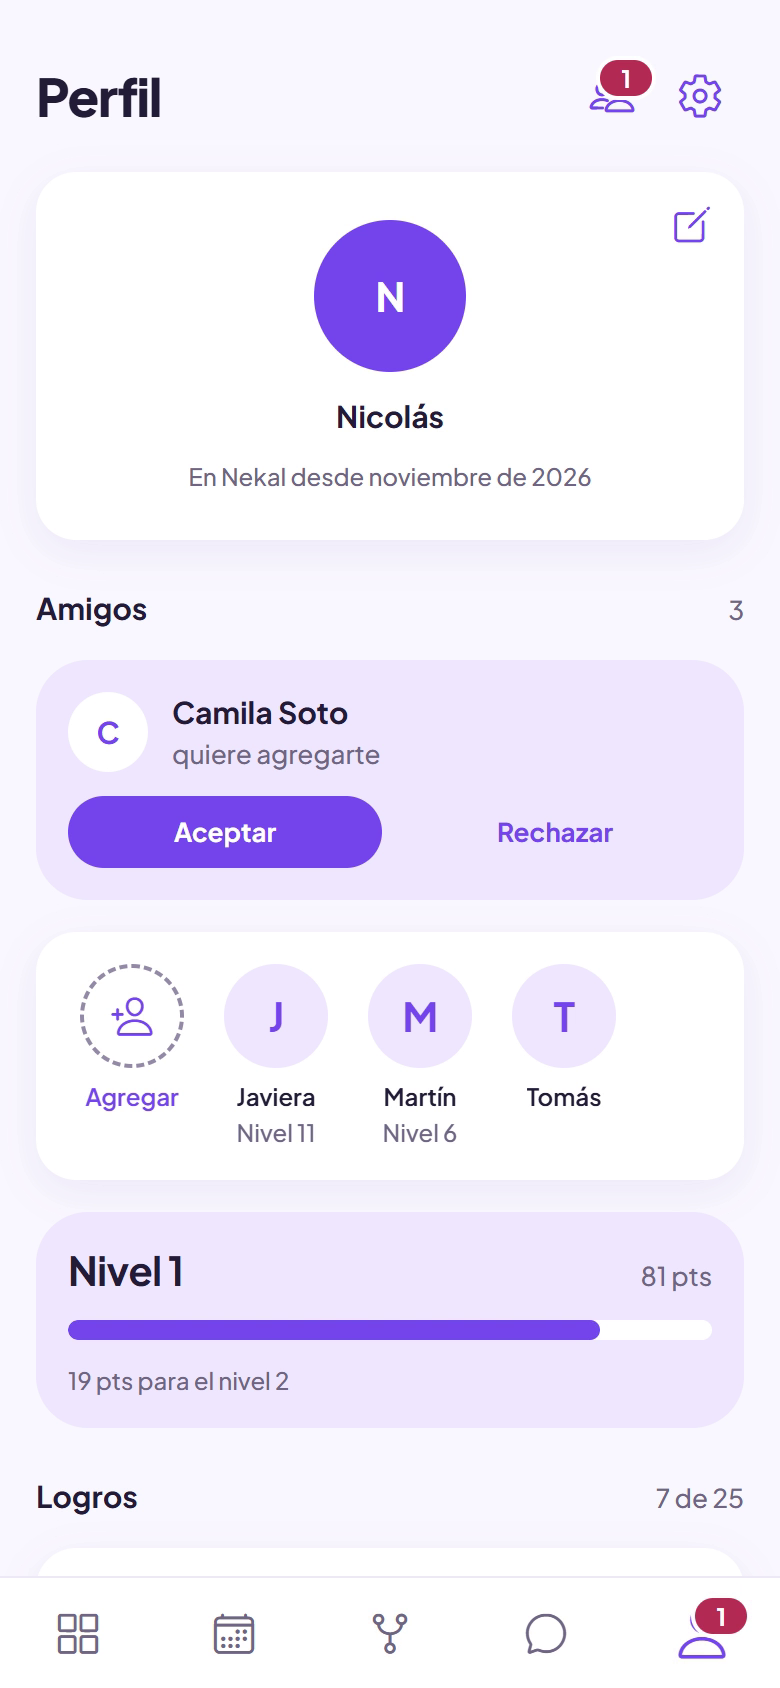 Perfil
1
N
Nicolás
En Nekal desde noviembre de 2026
Amigos
3
C
Camila Soto
quiere agregarte
Aceptar
Rechazar
J
M
T
Agregar
Javiera
Martín
Tomás
Nivel 11
Nivel 6
Nivel 1
81 pts
19 pts para el nivel 2
Logros
7 de 25
1